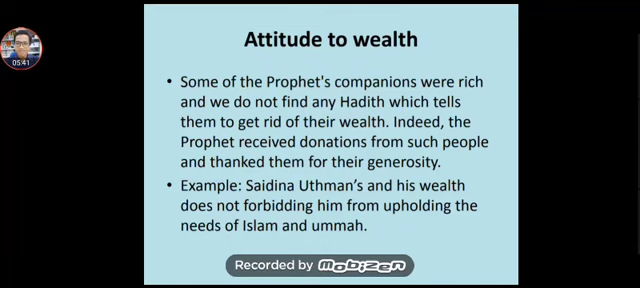 Attitude to wealth
05:41
• Some of the Prophet's companions were rich
and we do not find any Hadith which tells
them to get rid of their wealth. Indeed, the
Prophet received donations from such people
and thanked them for their generosity.
• Example: Saidina Uthman's and his wealth
does not forbidding him from upholding the
needs of Islam and ummah.
Recorded by mobizen